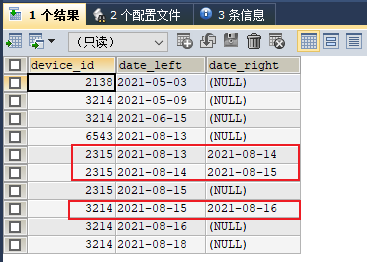 1 个结果 2 个配置文件 3 条信息
(只读)
device_id date_left date_right
2138 2021-05-03 (NULL)
3214 2021-05-09 (NULL)
3214 2021-06-15 (NULL)
6543 2021-08-13 (NULL)
2315 2021-08-13 2021-08-14
2315 2021-08-14 2021-08-15
2315 2021-08-15 (NULL)
3214 2021-08-15 2021-08-16
3214 2021-08-16 (NULL)
3214 2021-08-18 (NULL)